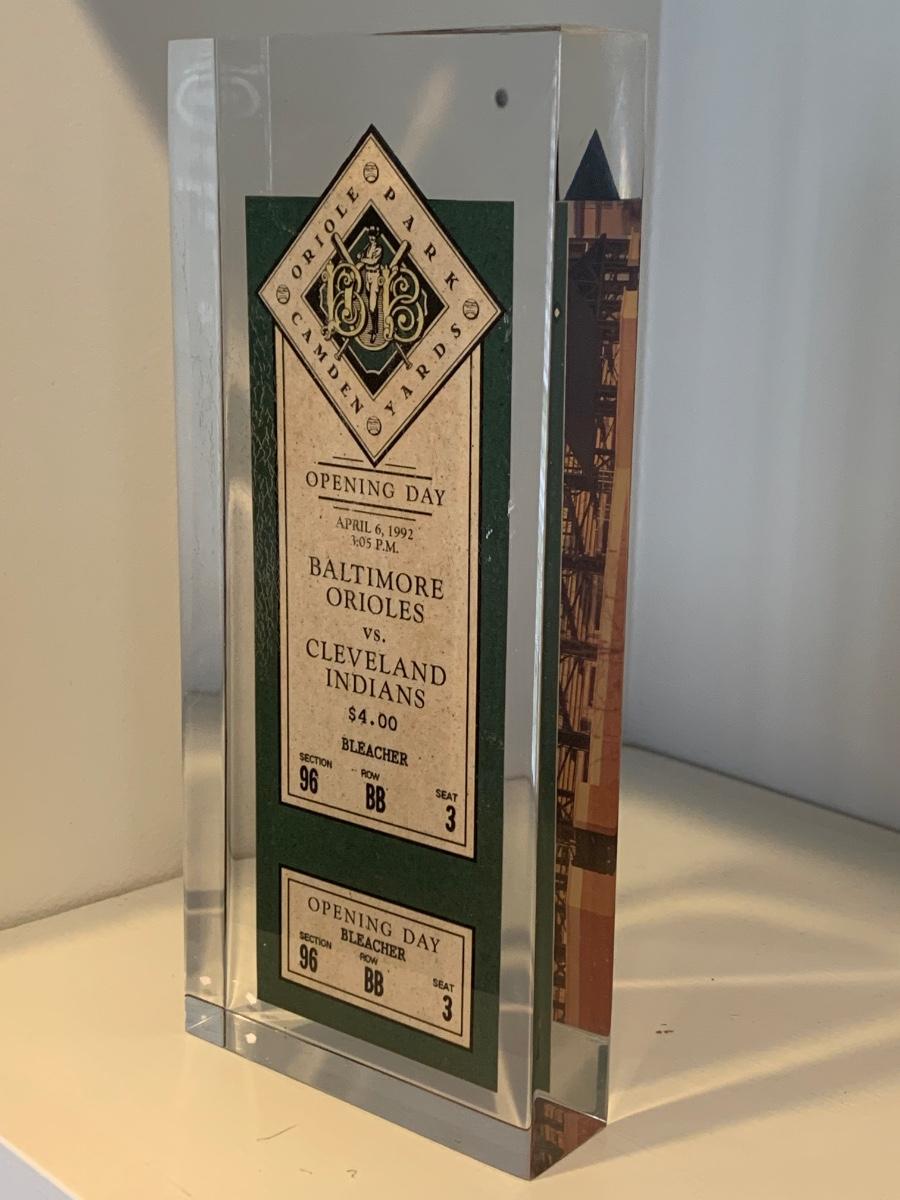 ORIOLE PARK
CAMDEN YARDS
OPENING DAY
APRIL 6, 1992
3:05 P.M.
BALTIMORE
ORIOLES
vs.
CLEVELAND
INDIANS
$4.00
BLEACHER
SECTION ROW SEAT
96 BB 3
OPENING DAY
BLEACHER
SECTION ROW SEAT
96 BB 3